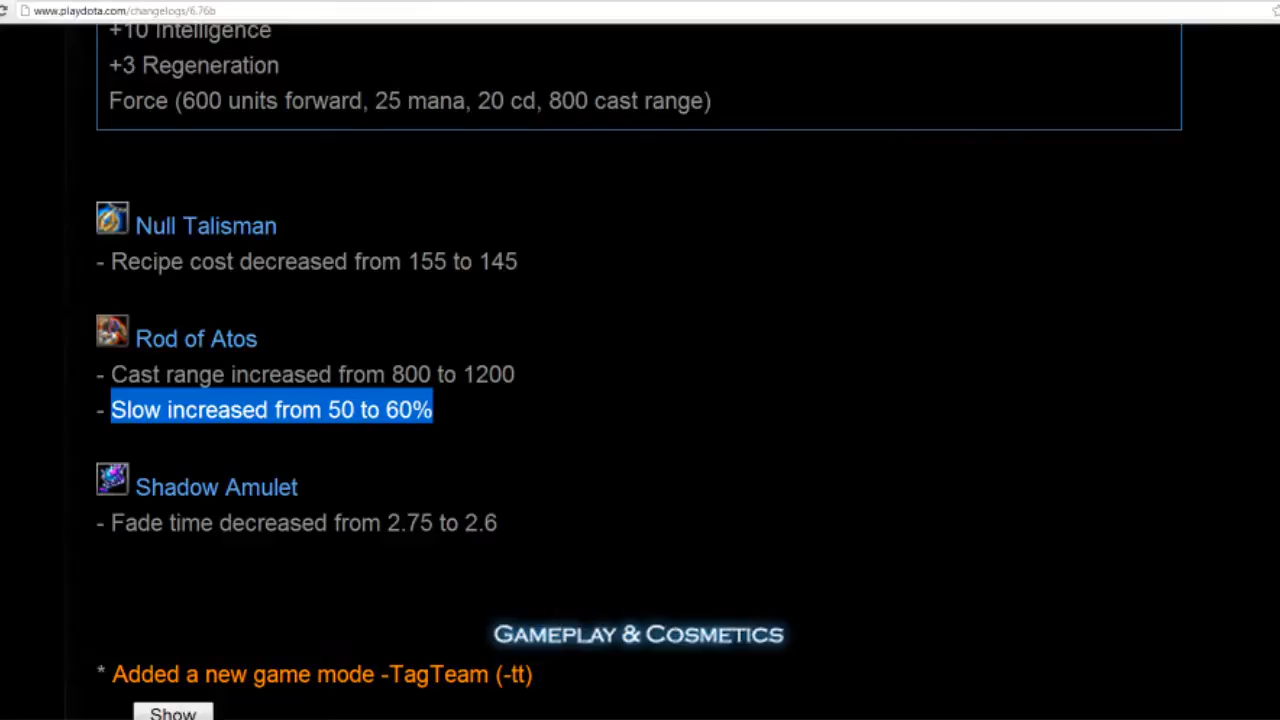 www.playdota.com/changelogs/6.76b
+10 Intelligence
+3 Regeneration
Force (600 units forward, 25 mana, 20 cd, 800 cast range)
Null Talisman
- Recipe cost decreased from 155 to 145
Rod of Atos
- Cast range increased from 800 to 1200
- Slow increased from 50 to 60%
Shadow Amulet
- Fade time decreased from 2.75 to 2.6
GAMEPLAY & COSMETICS
* Added a new game mode -TagTeam (-tt)
Show